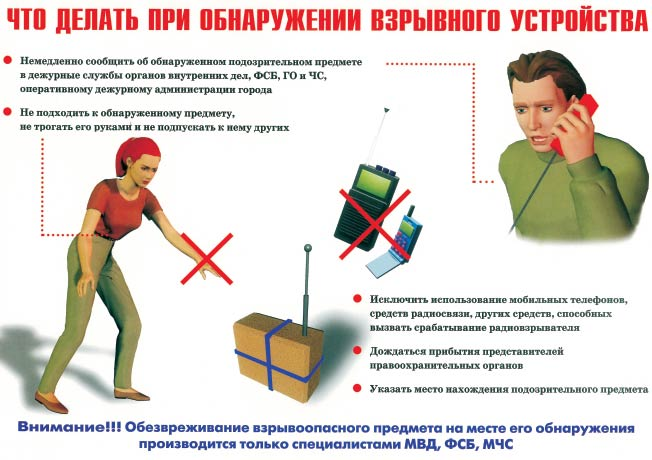 ЧТО ДЕЛАТЬ ПРИ ОБНАРУЖЕНИИ ВЗРЫВНОГО УСТРОЙСТВА
Немедленно сообщить об обнаруженном подозрительном предмете
в дежурные службы органов внутренних дел, ФСБ, ГО и ЧС,
оперативному дежурному администрации города
Не подходить к обнаруженному предмету,
не трогать его руками и не подпускать к нему других
Исключить использование мобильных телефонов,
средств радиосвязи, других средств, способных
вызвать срабатывание радиовзрывателя
Дождаться прибытия представителей
правоохранительных органов
Указать место нахождения подозрительного предмета
Внимание!!! Обезвреживание взрывоопасного предмета на месте его обнаружения
производится только специалистами МВД, ФСБ, МЧС